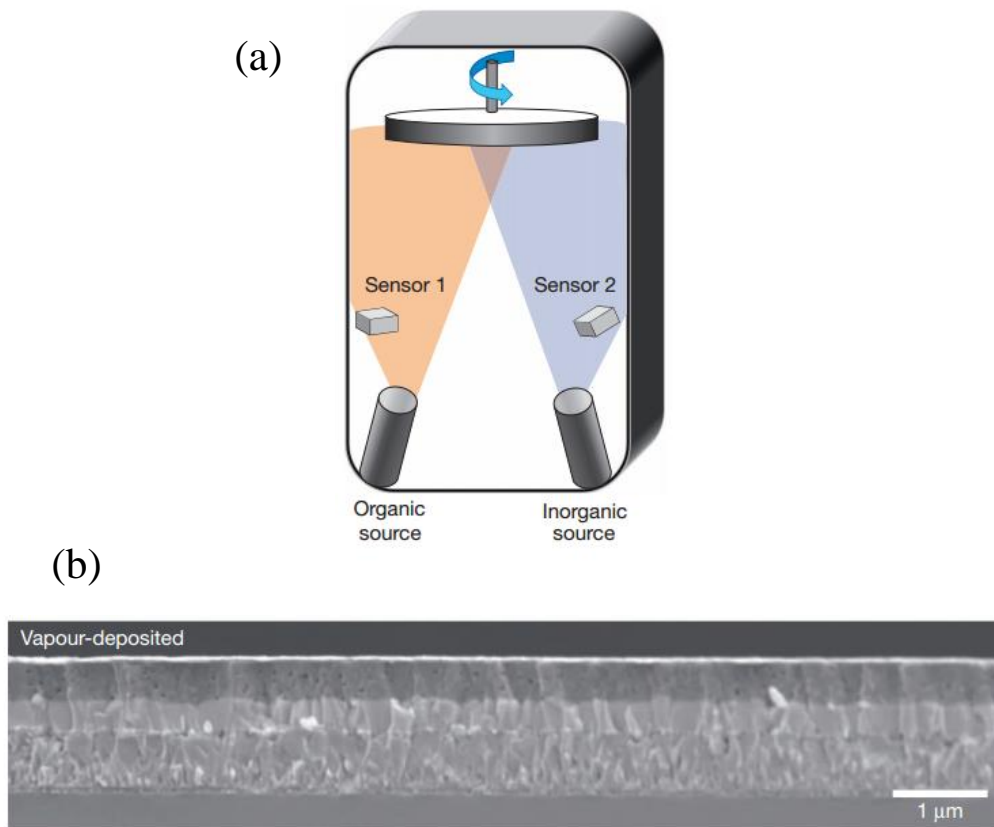 (a)
Sensor 1
Sensor 2
Organic
source
Inorganic
source
(b)
Vapour-deposited
1 μm